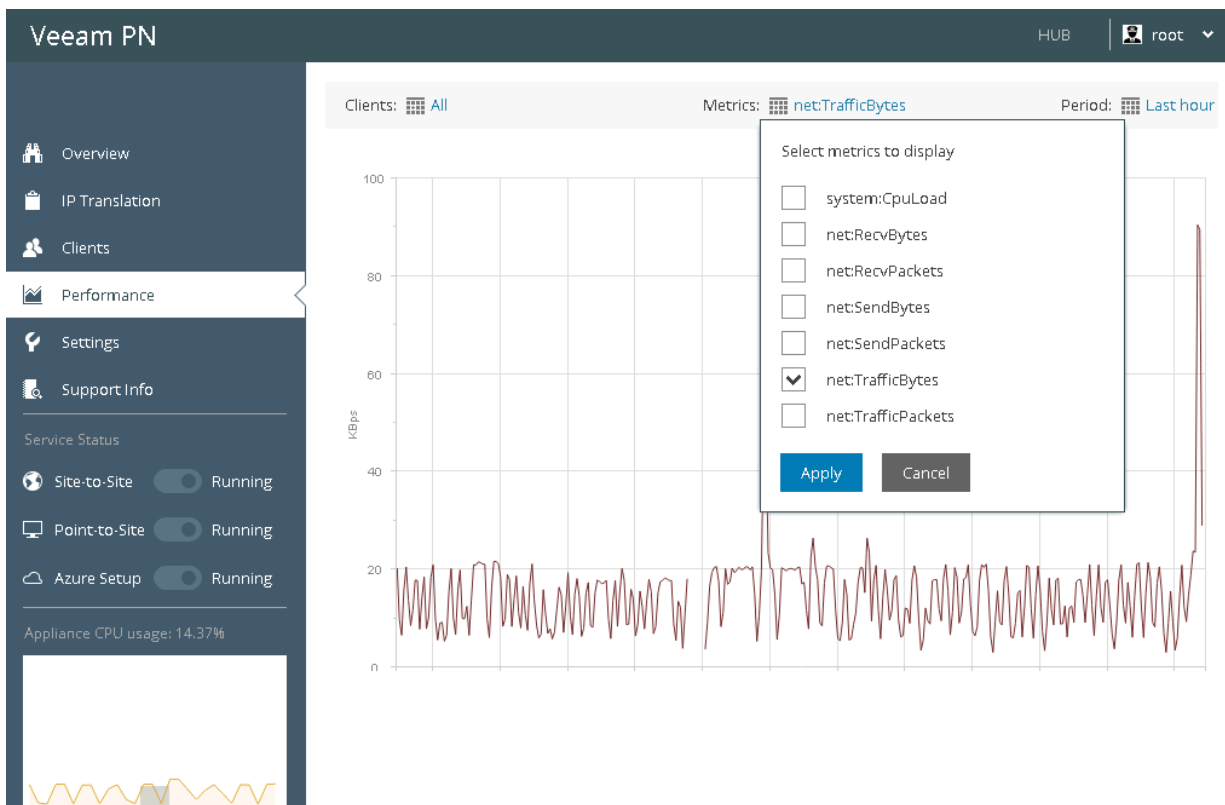 Veeam PN
HUB
root
Overview
IP Translation
Clients
Performance
Settings
Support Info
Service Status
Site-to-Site Running
Point-to-Site Running
Azure Setup Running
Appliance CPU usage: 14.37%
Clients: All
Metrics: net:TrafficBytes
Period: Last hour
100
80
60
40
20
0
KBps
Select metrics to display
system:CpuLoad
net:RecvBytes
net:RecvPackets
net:SendBytes
net:SendPackets
net:TrafficBytes
net:TrafficPackets
Apply Cancel